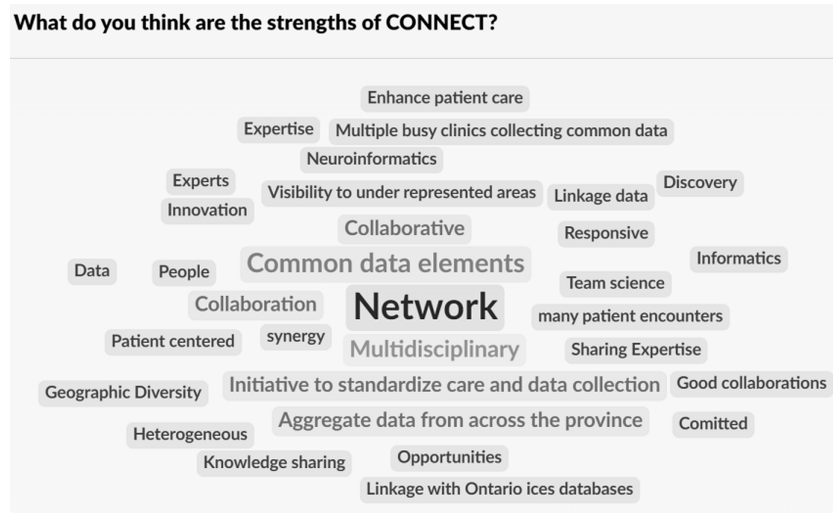 What do you think are the strengths of CONNECT?
Enhance patient care
Expertise
Multiple busy clinics collecting common data
Neuroinformatics
Experts
Visibility to under represented areas
Linkage data
Discovery
Innovation
Collaborative
Responsive
Data
People
Common data elements
Informatics
Team science
Collaboration
Network
many patient encounters
Patient centered
synergy
Multidisciplinary
Sharing Expertise
Geographic Diversity
Initiative to standardize care and data collection
Good collaborations
Heterogeneous
Aggregate data from across the province
Comitted
Knowledge sharing
Opportunities
Linkage with Ontario ices databases